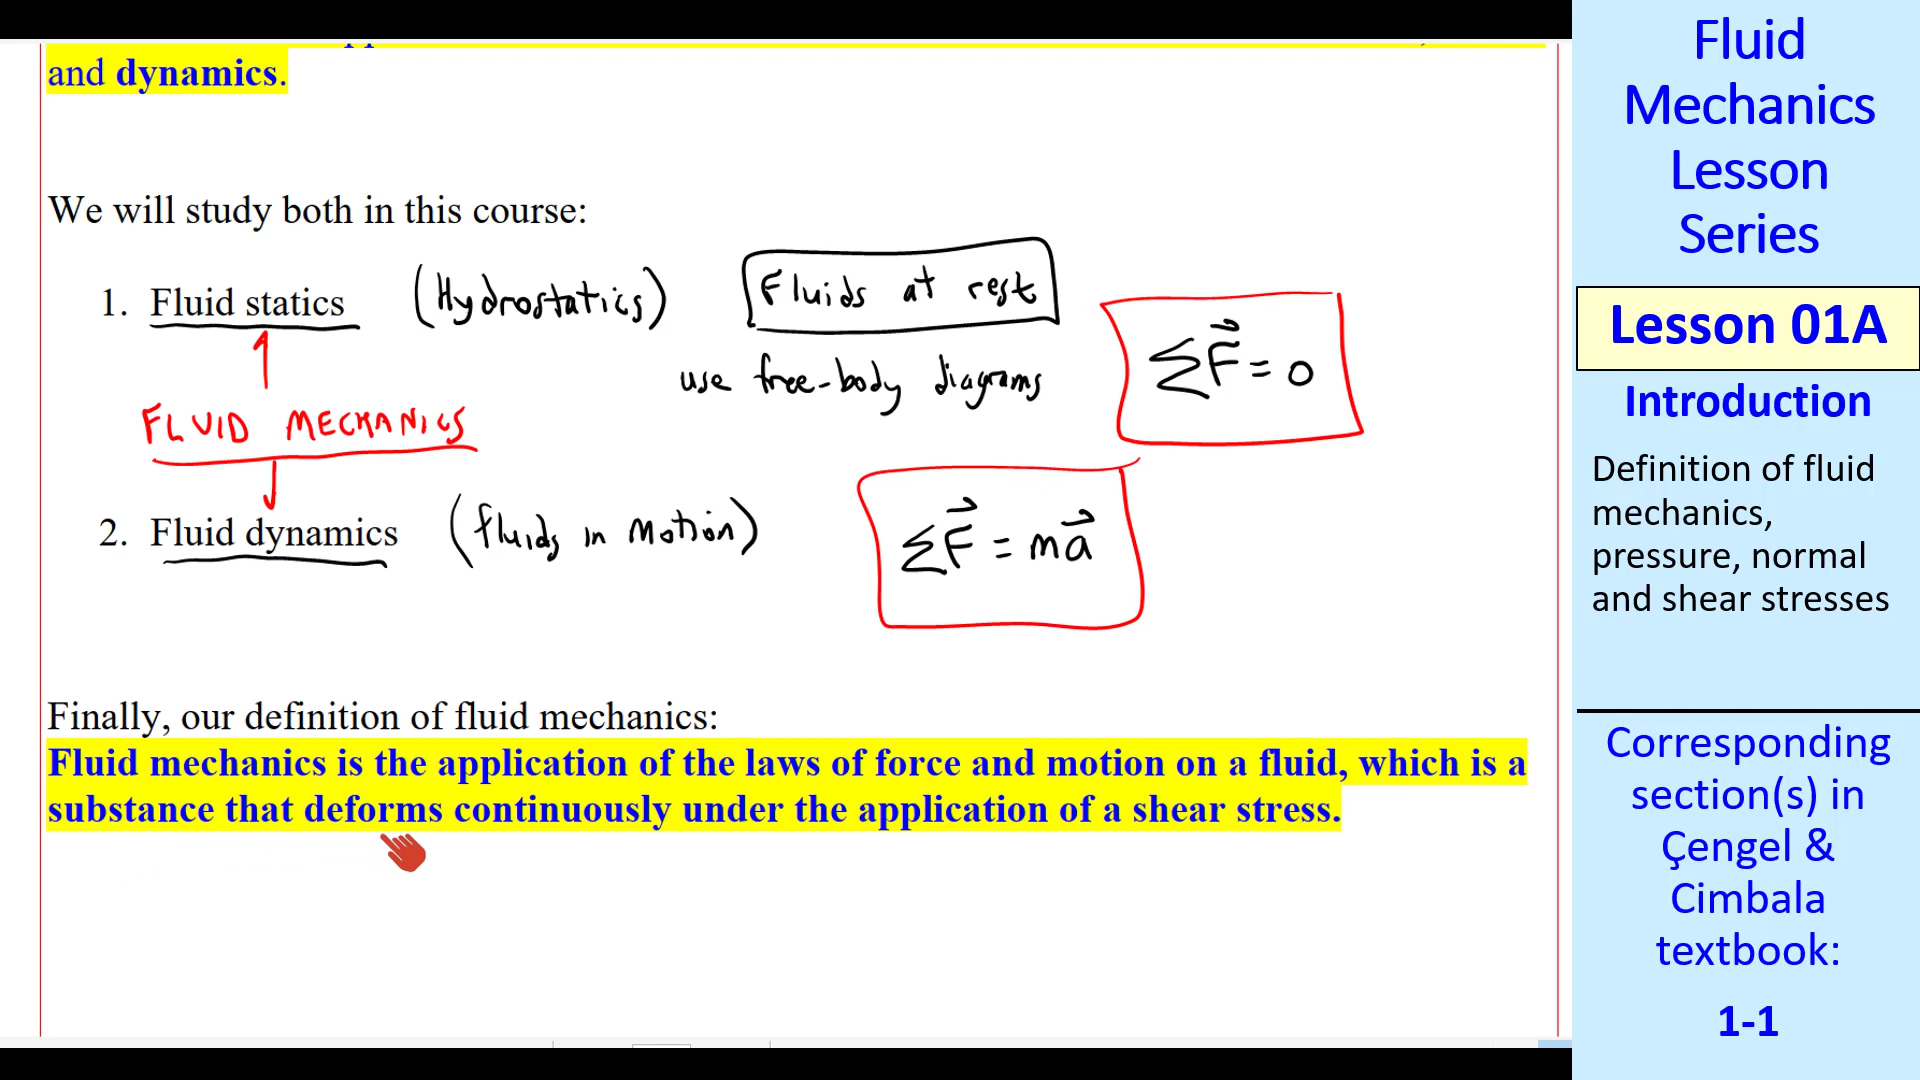 and dynamics.
We will study both in this course:
1. Fluid statics (Hydrostatics) Fluids at rest
use free-body diagrams
ΣF⃗ = 0
FLUID MECHANICS
2. Fluid dynamics (fluids in motion)
ΣF⃗ = ma⃗
Finally, our definition of fluid mechanics:
Fluid mechanics is the application of the laws of force and motion on a fluid, which is a
substance that deforms continuously under the application of a shear stress.
Fluid
Mechanics
Lesson
Series
Lesson 01A
Introduction
Definition of fluid
mechanics,
pressure, normal
and shear stresses
Corresponding
section(s) in
Çengel &
Cimbala
textbook:
1-1